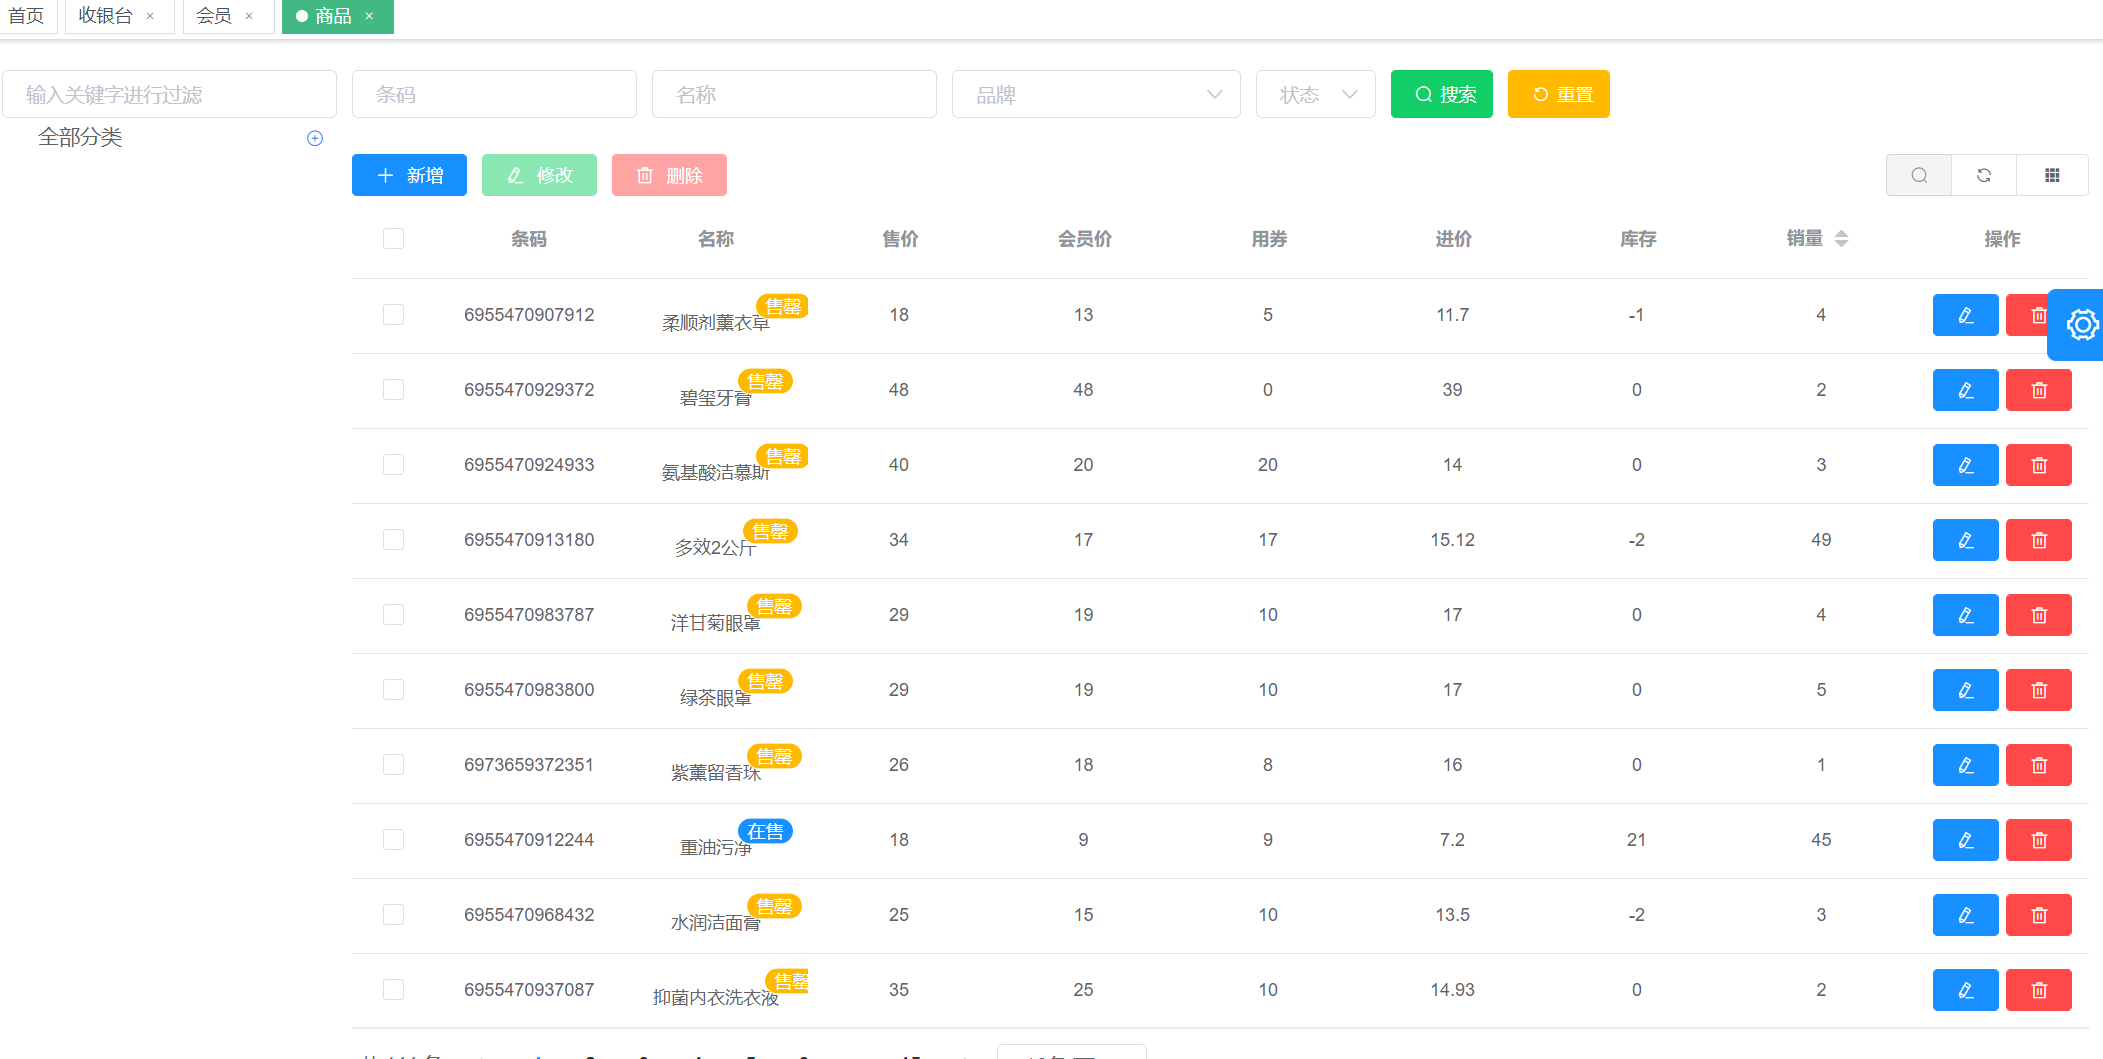 首页 收银台 × 会员 × 商品 ×
输入关键字进行过滤 条码 名称 品牌 状态 搜索 重置
全部分类
新增 修改 删除
条码 名称 售价 会员价 用券 进价 库存 销量 操作
6955470907912 柔顺剂薰衣草 售罄 18 13 5 11.7 -1 4
6955470929372 碧玺牙膏 售罄 48 48 0 39 0 2
6955470924933 氨基酸洁慕斯 售罄 40 20 20 14 0 3
6955470913180 多效2公斤 售罄 34 17 17 15.12 -2 49
6955470983787 洋甘菊眼罩 售罄 29 19 10 17 0 4
6955470983800 绿茶眼罩 售罄 29 19 10 17 0 5
6973659372351 紫薰留香珠 售罄 26 18 8 16 0 1
6955470912244 重油污净 在售 18 9 9 7.2 21 45
6955470968432 水润洁面膏 售罄 25 15 10 13.5 -2 3
6955470937087 抑菌内衣洗衣液 售罄 35 25 10 14.93 0 2